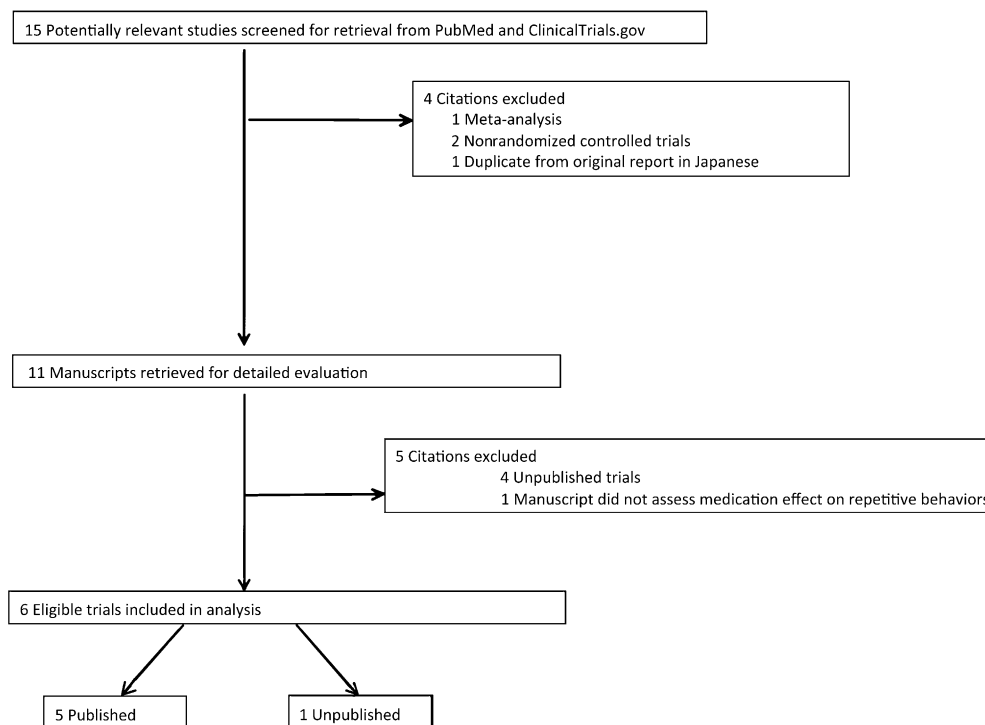 15 Potentially relevant studies screened for retrieval from PubMed and ClinicalTrials.gov
4 Citations excluded
1 Meta-analysis
2 Nonrandomized controlled trials
1 Duplicate from original report in Japanese
11 Manuscripts retrieved for detailed evaluation
5 Citations excluded
4 Unpublished trials
1 Manuscript did not assess medication effect on repetitive behaviors
6 Eligible trials included in analysis
5 Published
1 Unpublished